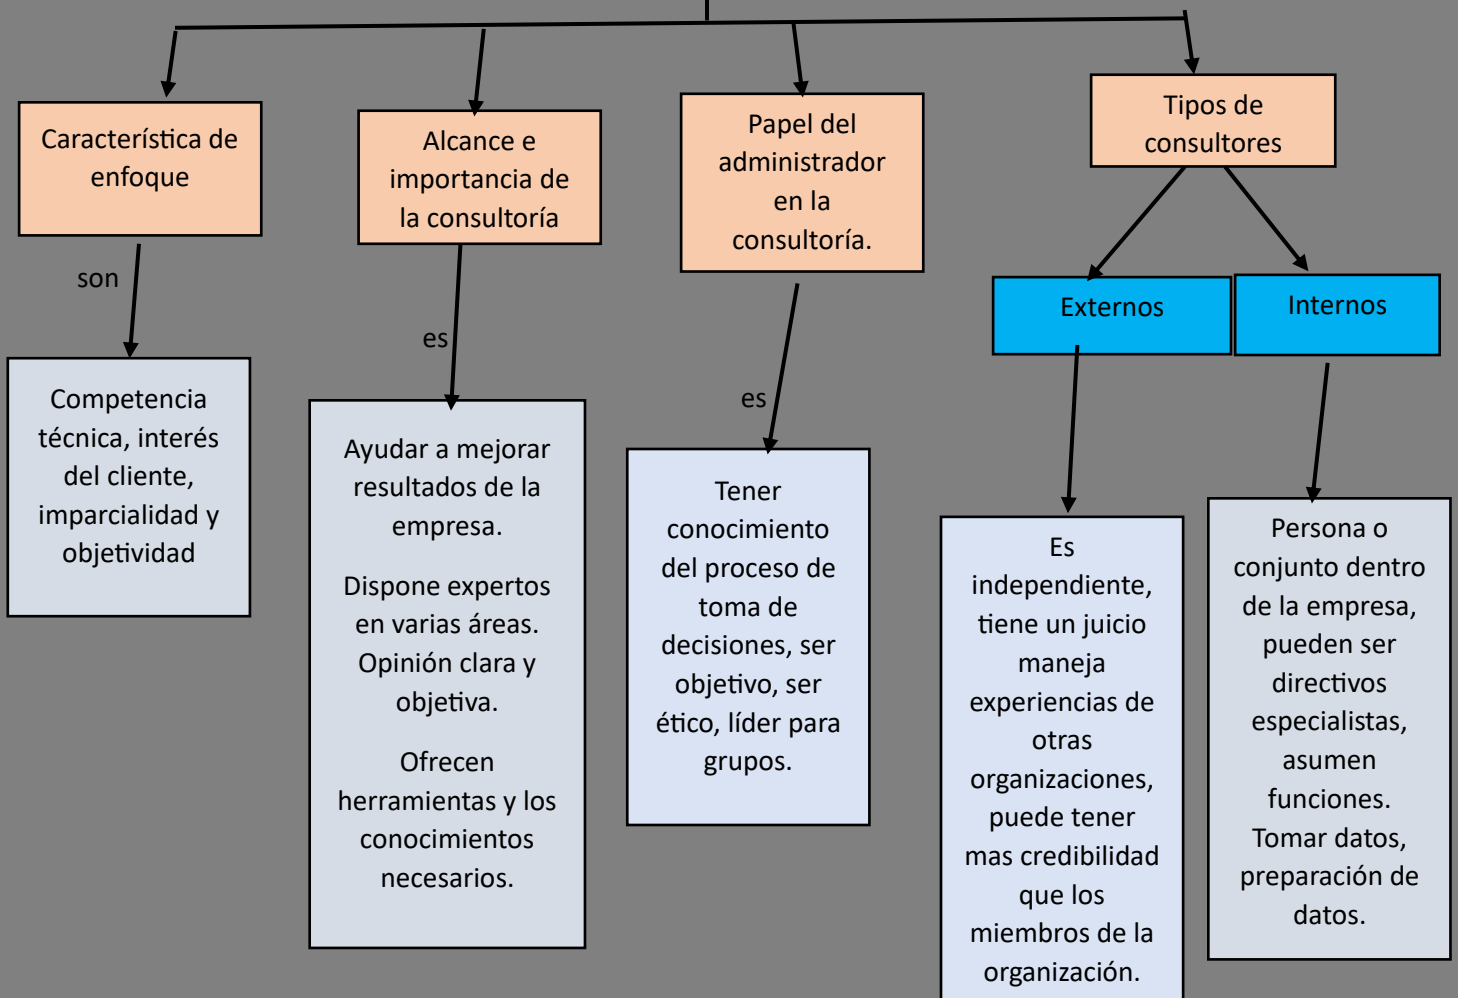 Característica de
enfoque
son
Competencia
técnica, interés
del cliente,
imparcialidad y
objetividad
Alcance e
importancia de
la consultoría
es
Ayudar a mejorar
resultados de la
empresa.
Dispone expertos
en varias áreas.
Opinión clara y
objetiva.
Ofrecen
herramientas y los
conocimientos
necesarios.
Papel del
administrador
en la
consultoría.
es
Tener
conocimiento
del proceso de
toma de
decisiones, ser
objetivo, ser
ético, líder para
grupos.
Tipos de
consultores
Externos
Es
independiente,
tiene un juicio
maneja
experiencias de
otras
organizaciones,
puede tener
mas credibilidad
que los
miembros de la
organización.
Internos
Persona o
conjunto dentro
de la empresa,
pueden ser
directivos
especialistas,
asumen
funciones.
Tomar datos,
preparación de
datos.